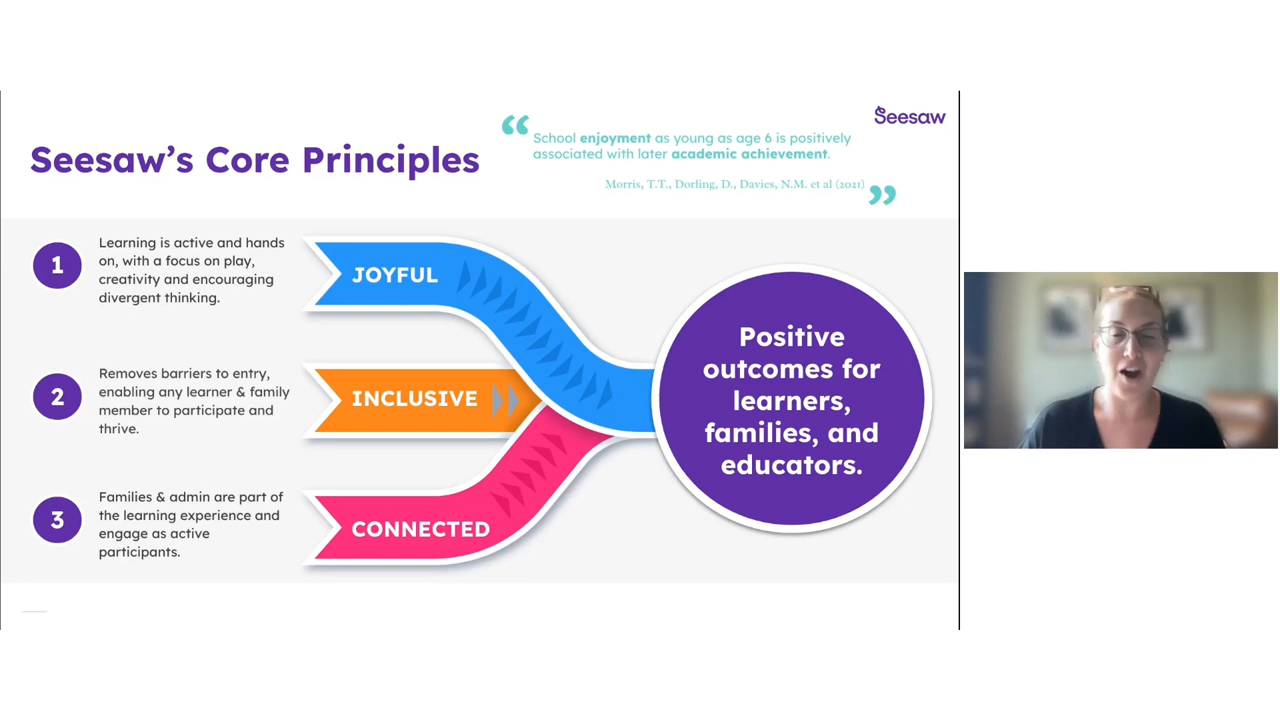 Seesaw
Seesaw's Core Principles
“
School enjoyment as young as age 6 is positively
associated with later academic achievement.
Morris, T.T., Dorling, D., Davies, N.M. et al (2021)
”
1
Learning is active and hands
on, with a focus on play,
creativity and encouraging
divergent thinking.
JOYFUL
2
Removes barriers to entry,
enabling any learner & family
member to participate and
thrive.
INCLUSIVE
3
Families & admin are part of
the learning experience and
engage as active
participants.
CONNECTED
Positive
outcomes for
learners,
families, and
educators.